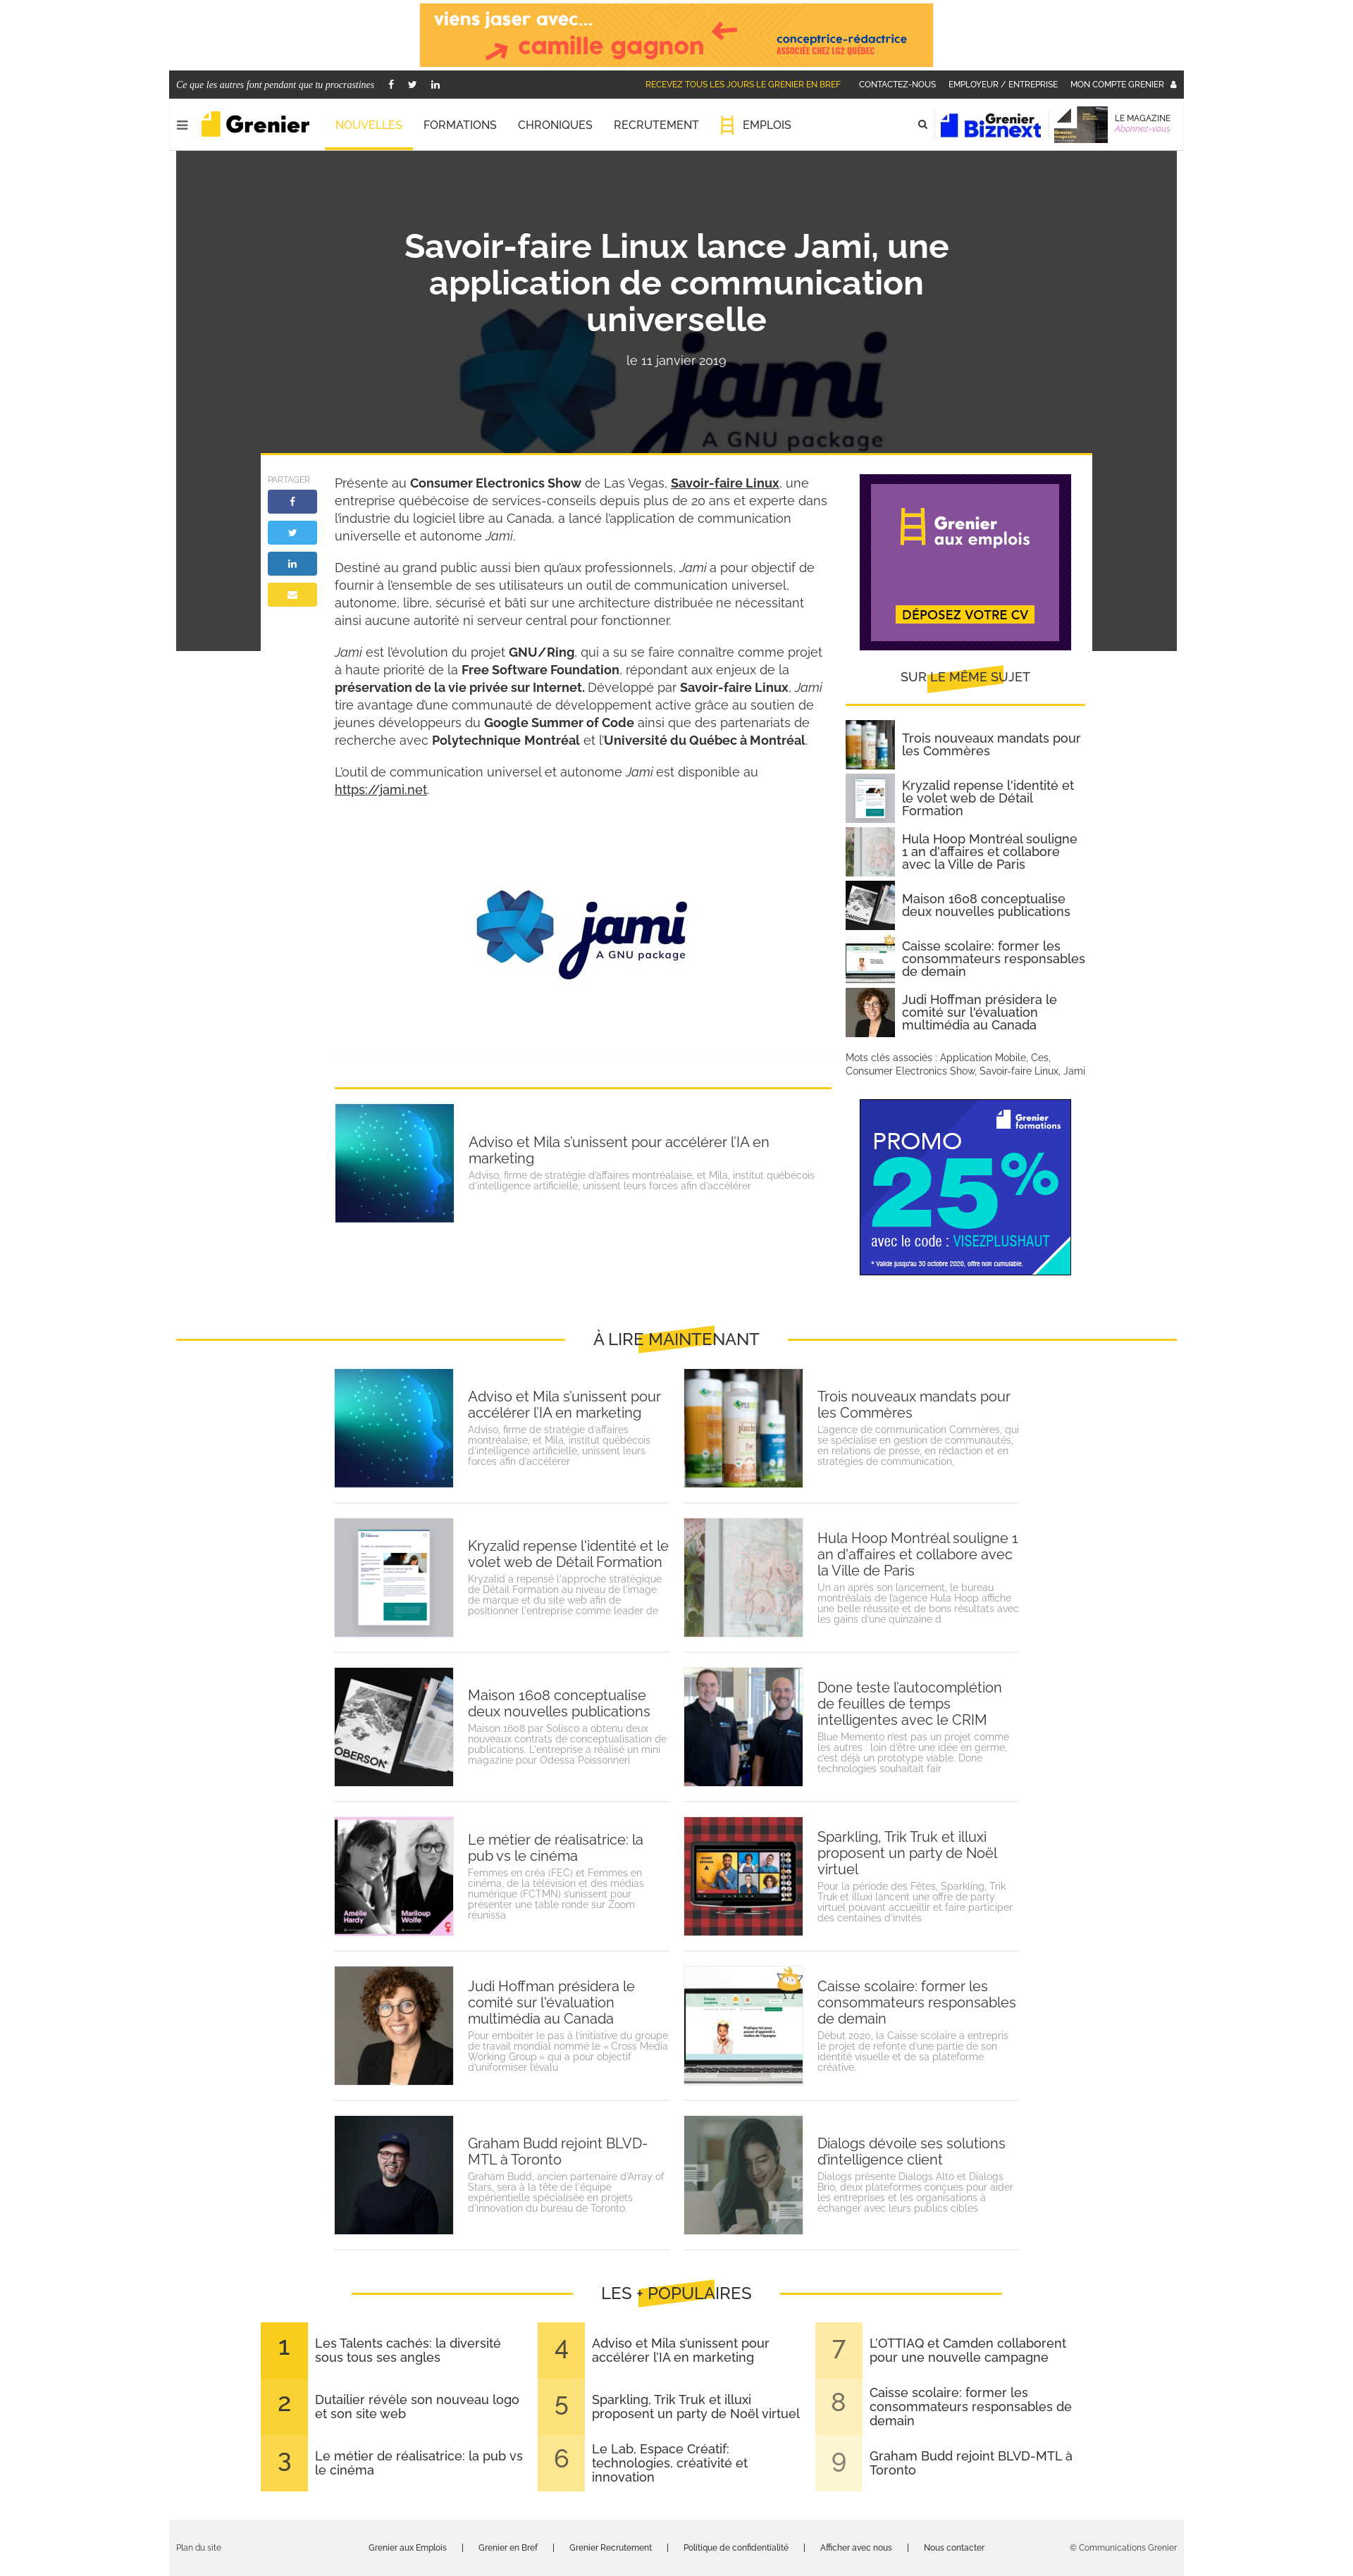 viens jaser avec...
camille gagnon
conceptrice-rédactrice
ASSOCIÉE CHEZ LG2 QUÉBEC
Ce que les autres font pendant que tu procrastines
RECEVEZ TOUS LES JOURS LE GRENIER EN BREF CONTACTEZ-NOUS EMPLOYEUR / ENTREPRISE MON COMPTE GRENIER
Grenier
NOUVELLES FORMATIONS CHRONIQUES RECRUTEMENT EMPLOIS
Grenier
Biznext
LE MAGAZINE
Abonnez-vous
Savoir-faire Linux lance Jami, une
application de communication
universelle
le 11 janvier 2019
jami
A GNU package
PARTAGER
Présente au Consumer Electronics Show de Las Vegas, Savoir-faire Linux, une
entreprise québécoise de services-conseils depuis plus de 20 ans et experte dans
l'industrie du logiciel libre au Canada, a lancé l'application de communication
universelle et autonome Jami.
Destiné au grand public aussi bien qu'aux professionnels, Jami a pour objectif de
fournir à l'ensemble de ses utilisateurs un outil de communication universel,
autonome, libre, sécurisé et bâti sur une architecture distribuée ne nécessitant
ainsi aucune autorité ni serveur central pour fonctionner.
Jami est l'évolution du projet GNU/Ring, qui a su se faire connaître comme projet
à haute priorité de la Free Software Foundation, répondant aux enjeux de la
préservation de la vie privée sur Internet. Développé par Savoir-faire Linux, Jami
tire avantage d'une communauté de développement active grâce au soutien de
jeunes développeurs du Google Summer of Code ainsi que des partenariats de
recherche avec Polytechnique Montréal et l'Université du Québec à Montréal.
L'outil de communication universel et autonome Jami est disponible au
https://jami.net.
jami
A GNU package
Grenier
aux emplois
DÉPOSEZ VOTRE CV
SUR LE MÊME SUJET
Trois nouveaux mandats pour
les Commères
Kryzalid repense l'identité et
le volet web de Détail
Formation
Hula Hoop Montréal souligne
1 an d'affaires et collabore
avec la Ville de Paris
Maison 1608 conceptualise
deux nouvelles publications
Caisse scolaire: former les
consommateurs responsables
de demain
Judi Hoffman présidera le
comité sur l'évaluation
multimédia au Canada
Mots clés associés : Application Mobile, Ces,
Consumer Electronics Show, Savoir-faire Linux, Jami
Grenier
formations
PROMO
25%
avec le code : VISEZPLUSHAUT
* Valide jusqu'au 30 octobre 2020, offre non cumulable.
Adviso et Mila s'unissent pour accélérer l'IA en
marketing
Adviso, firme de stratégie d'affaires montréalaise, et Mila, institut québécois
d'intelligence artificielle, unissent leurs forces afin d'accélérer
À LIRE MAINTENANT
Adviso et Mila s'unissent pour
accélérer l'IA en marketing
Adviso, firme de stratégie d'affaires
montréalaise, et Mila, institut québécois
d'intelligence artificielle, unissent leurs
forces afin d'accélérer
Trois nouveaux mandats pour
les Commères
L'agence de communication Commères, qui
se spécialise en gestion de communautés,
en relations de presse, en rédaction et en
stratégies de communication,
Kryzalid repense l'identité et le
volet web de Détail Formation
Kryzalid a repensé l'approche stratégique
de Détail Formation au niveau de l'image
de marque et du site web afin de
positionner l'entreprise comme leader de
Hula Hoop Montréal souligne 1
an d'affaires et collabore avec
la Ville de Paris
Un an après son lancement, le bureau
montréalais de l'agence Hula Hoop affiche
une belle réussite et de bons résultats avec
les gains d'une quinzaine d
OBERSON
Maison 1608 conceptualise
deux nouvelles publications
Maison 1608 par Solisco a obtenu deux
nouveaux contrats de conceptualisation de
publications. L'entreprise a réalisé un mini
magazine pour Odessa Poissonneri
Done teste l'autocomplétion
de feuilles de temps
intelligentes avec le CRIM
Blue Memento n'est pas un projet comme
les autres : loin d'être une idée en germe,
c'est déjà un prototype viable. Done
technologies souhaitait fair
Amélie
Hardy
Mariloup
Wolfe
Le métier de réalisatrice: la
pub vs le cinéma
Femmes en créa (FEC) et Femmes en
cinéma, de la télévision et des médias
numérique (FCTMN) s'unissent pour
présenter une table ronde sur Zoom
réunissa
Sparkling, Trik Truk et illuxi
proposent un party de Noël
virtuel
Pour la période des Fêtes, Sparkling, Trik
Truk et illuxi lancent une offre de party
virtuel pouvant accueillir et faire participer
des centaines d'invités
Judi Hoffman présidera le
comité sur l'évaluation
multimédia au Canada
Pour emboiter le pas à l'initiative du groupe
de travail mondial nommé le « Cross Media
Working Group » qui a pour objectif
d'uniformiser l'évalu
Caisse scolaire: former les
consommateurs responsables
de demain
Début 2020, la Caisse scolaire a entrepris
le projet de refonte d'une partie de son
identité visuelle et de sa plateforme
créative.
Graham Budd rejoint BLVD-
MTL à Toronto
Graham Budd, ancien partenaire d'Array of
Stars, sera à la tête de l'équipe
expérientielle spécialisée en projets
d'innovation du bureau de Toronto.
Dialogs dévoile ses solutions
d'intelligence client
Dialogs présente Dialogs Alto et Dialogs
Brio, deux plateformes conçues pour aider
les entreprises et les organisations à
échanger avec leurs publics cibles
LES + POPULAIRES
1 Les Talents cachés: la diversité
sous tous ses angles
2 Dutailier révèle son nouveau logo
et son site web
3 Le métier de réalisatrice: la pub vs
le cinéma
4 Adviso et Mila s'unissent pour
accélérer l'IA en marketing
5 Sparkling, Trik Truk et illuxi
proposent un party de Noël virtuel
6 Le Lab, Espace Créatif:
technologies, créativité et
innovation
7 L'OTTIAQ et Camden collaborent
pour une nouvelle campagne
8 Caisse scolaire: former les
consommateurs responsables de
demain
9 Graham Budd rejoint BLVD-MTL à
Toronto
Plan du site
Grenier aux Emplois | Grenier en Bref | Grenier Recrutement | Politique de confidentialité | Afficher avec nous | Nous contacter
© Communications Grenier